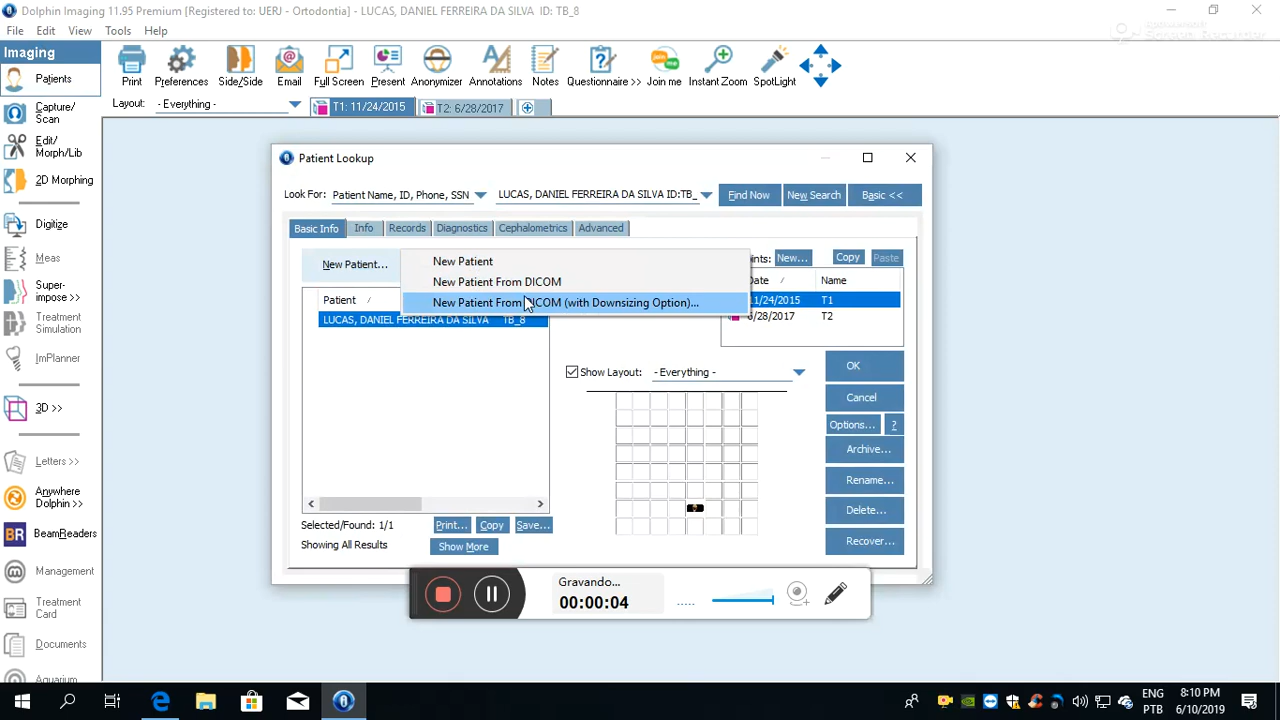 Dolphin Imaging 11.95 Premium [Registered to: UERJ - Ortodontia] - LUCAS, DANIEL FERREIRA DA SILVA ID: TB_8
File Edit View Tools Help
Imaging
Patients
Capture/
Scan
Edit/
Morph/Lib
2D Morphing
Digitize
Meas
Super-
impose >>
Treatment
Simulation
ImPlanner
3D >>
Letters >>
Anywhere
Dolphin >>
BR BeamReaders
Management
Treatment
Card
Documents
Aquarium
Print Preferences Side/Side Email Full Screen Present Anonymizer Annotations Notes Questionnaire >> Join me Instant Zoom SpotLight
Layout: - Everything - T1: 11/24/2015 T2: 6/28/2017
Screen Recorder
Patient Lookup
Look For: Patient Name, ID, Phone, SSN LUCAS, DANIEL FERREIRA DA SILVA ID:TB_ Find Now New Search Basic <<
Basic Info Info Records Diagnostics Cephalometrics Advanced
New Patient...
New Patient
New Patient From DICOM
New Patient From DICOM (with Downsizing Option)...
oints: New... Copy Paste
Date / Name
11/24/2015 T1
6/28/2017 T2
Patient /
LUCAS, DANIEL FERREIRA DA SILVA TB_8
Show Layout: - Everything -
OK
Cancel
Options... ?
Archive...
Rename...
Delete...
Recover...
Selected/Found: 1/1 Print... Copy Save...
Showing All Results Show More
Gravando...
00:00:04
ENG
PTB
8:10 PM
6/10/2019